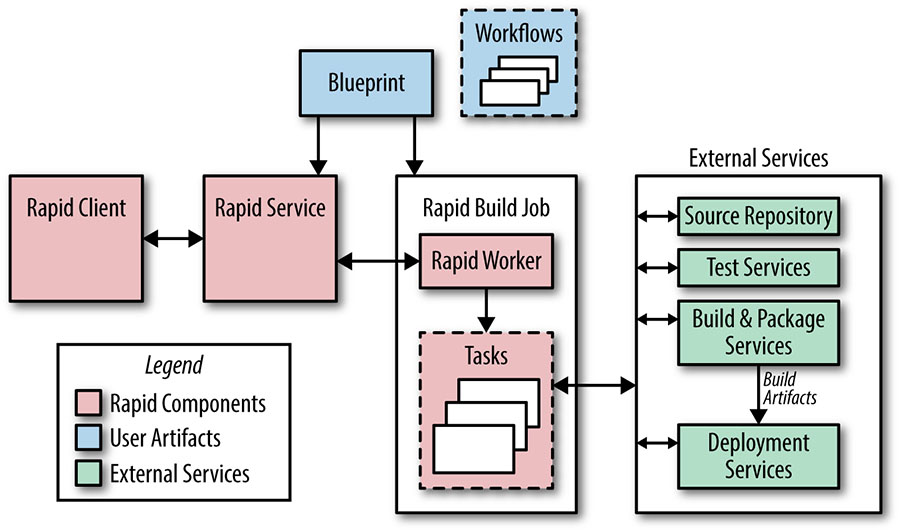 Workflows
Blueprint
External Services
Rapid Client
Rapid Service
Rapid Build Job
Source Repository
Rapid Worker
Test Services
Build & Package
Services
Tasks
Build
Artifacts
Deployment
Services
Legend
Rapid Components
User Artifacts
External Services